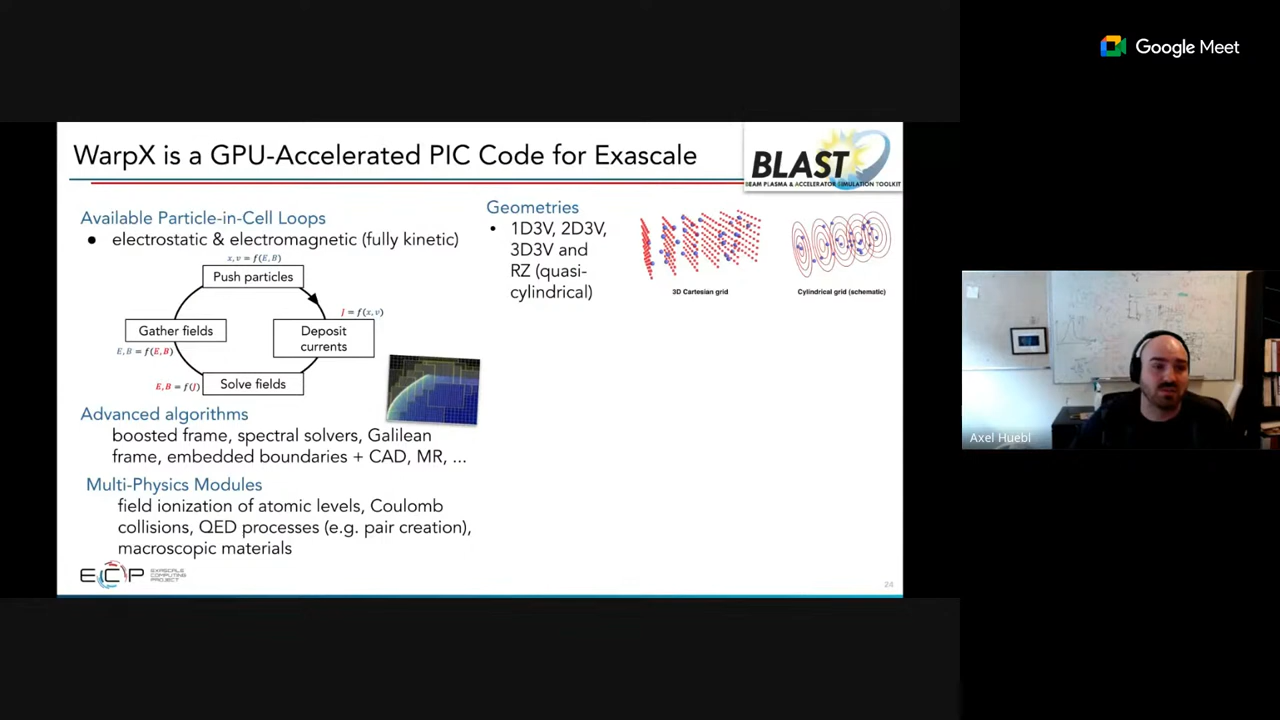 Google Meet
WarpX is a GPU-Accelerated PIC Code for Exascale
BLAST
BEAM PLASMA & ACCELERATOR SIMULATION TOOLKIT
Available Particle-in-Cell Loops
● electrostatic & electromagnetic (fully kinetic)
x, v = f(E, B)
Push particles
J = f(x, v)
Gather fields
Deposit
currents
E, B = f(E, B)
E, B = f(J)
Solve fields
Advanced algorithms
boosted frame, spectral solvers, Galilean
frame, embedded boundaries + CAD, MR, ...
Multi-Physics Modules
field ionization of atomic levels, Coulomb
collisions, QED processes (e.g. pair creation),
macroscopic materials
Geometries
• 1D3V, 2D3V,
3D3V and
RZ (quasi-
cylindrical)
3D Cartesian grid
Cylindrical grid (schematic)
ECP
EXASCALE
COMPUTING
PROJECT
24
Axel Huebl